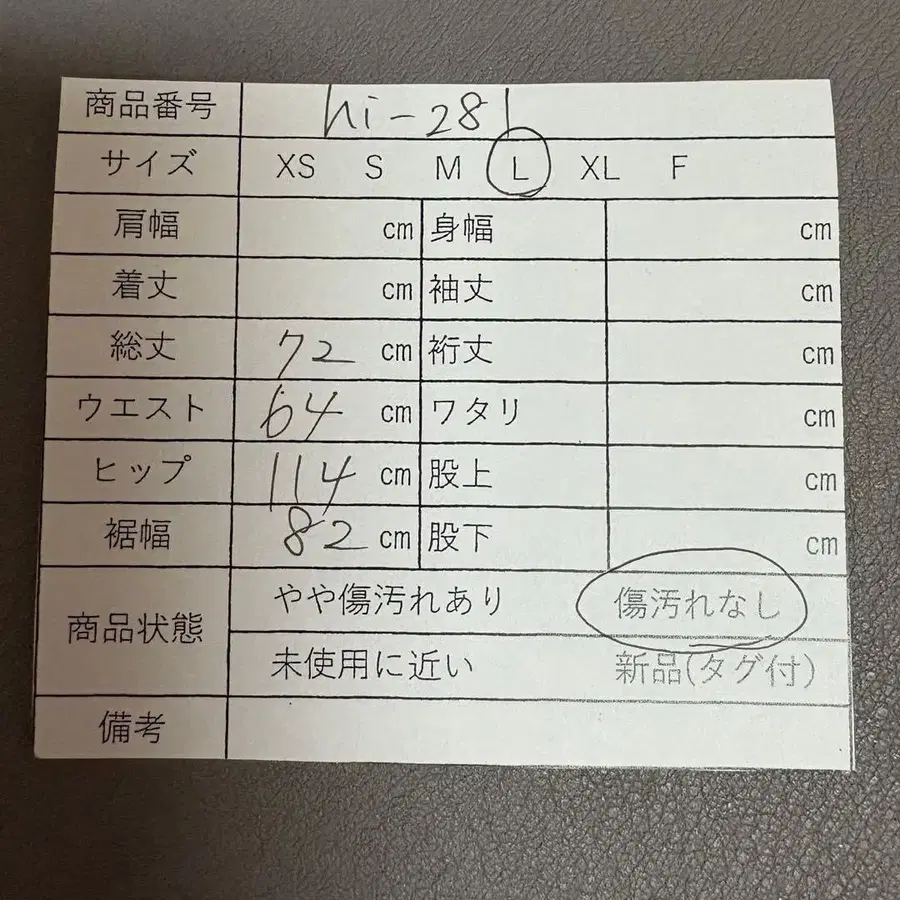 商品番号 hi-281
サイズ XS S M L XL F
肩幅 cm 身幅 cm
着丈 cm 袖丈 cm
総丈 72 cm 裄丈 cm
ウエスト 64 cm ワタリ cm
ヒップ 114 cm 股上 cm
裾幅 82 cm 股下 cm
商品状態 やや傷汚れあり 傷汚れなし
未使用に近い 新品(タグ付)
備考